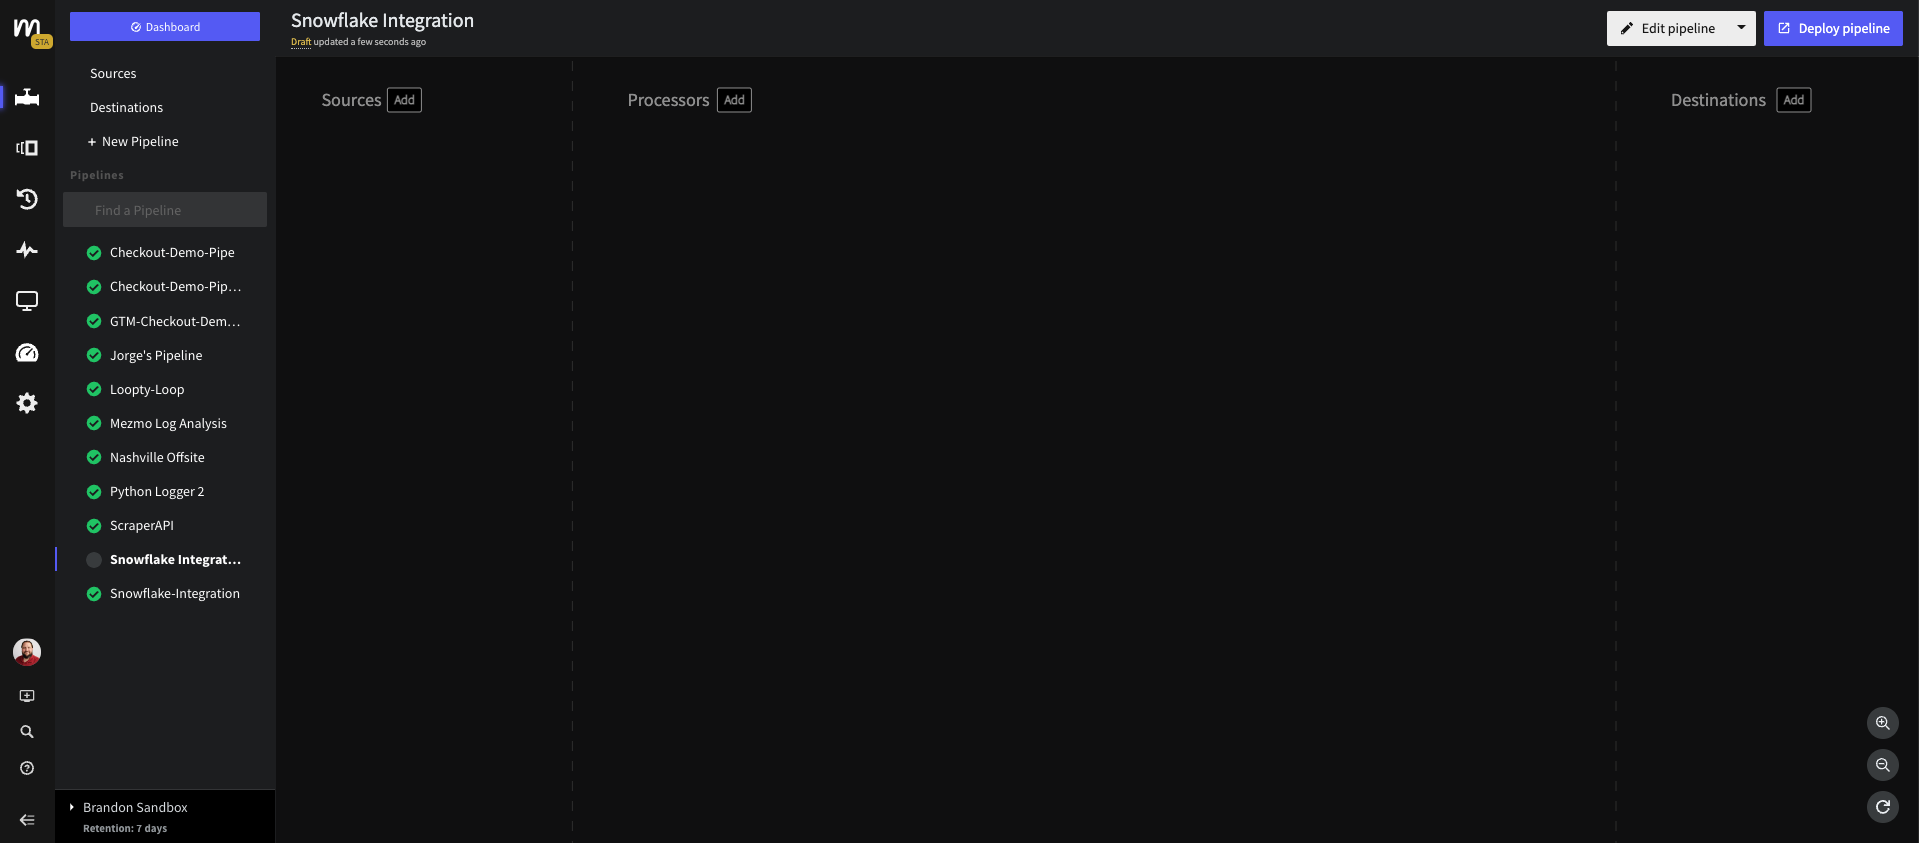 m
STA
Dashboard
Sources
Destinations
+ New Pipeline
Pipelines
Find a Pipeline
Checkout-Demo-Pipe
Checkout-Demo-Pip...
GTM-Checkout-Dem...
Jorge's Pipeline
Loopty-Loop
Mezmo Log Analysis
Nashville Offsite
Python Logger 2
ScraperAPI
Snowflake Integrat...
Snowflake-Integration
Brandon Sandbox
Retention: 7 days
Snowflake Integration
Draft updated a few seconds ago
Edit pipeline
Deploy pipeline
Sources Add
Processors Add
Destinations Add